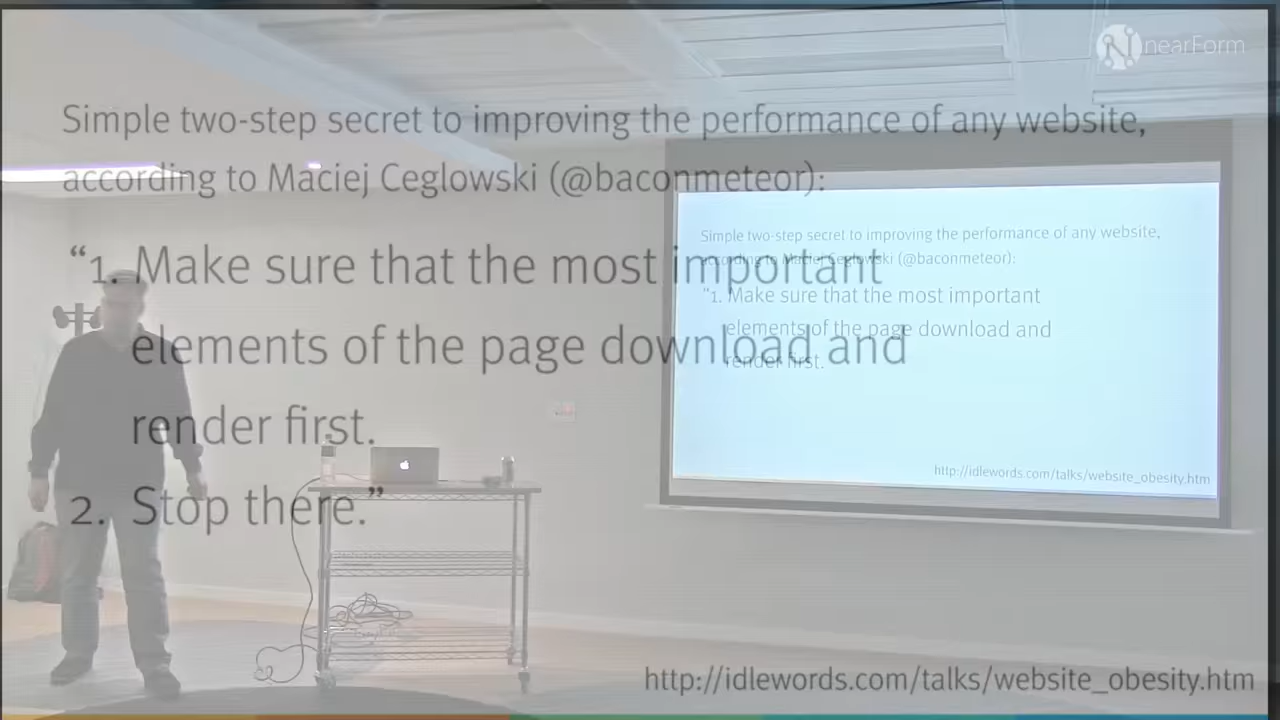 nearForm
Simple two-step secret to improving the performance of any website,
according to Maciej Ceglowski (@baconmeteor):
“1. Make sure that the most important
elements of the page download and
render first.
2. Stop there.”
http://idlewords.com/talks/website_obesity.htm
Simple two-step secret to improving the performance of any website,
according to Maciej Ceglowski (@baconmeteor):
“1. Make sure that the most important
elements of the page download and
render first.
http://idlewords.com/talks/website_obesity.htm